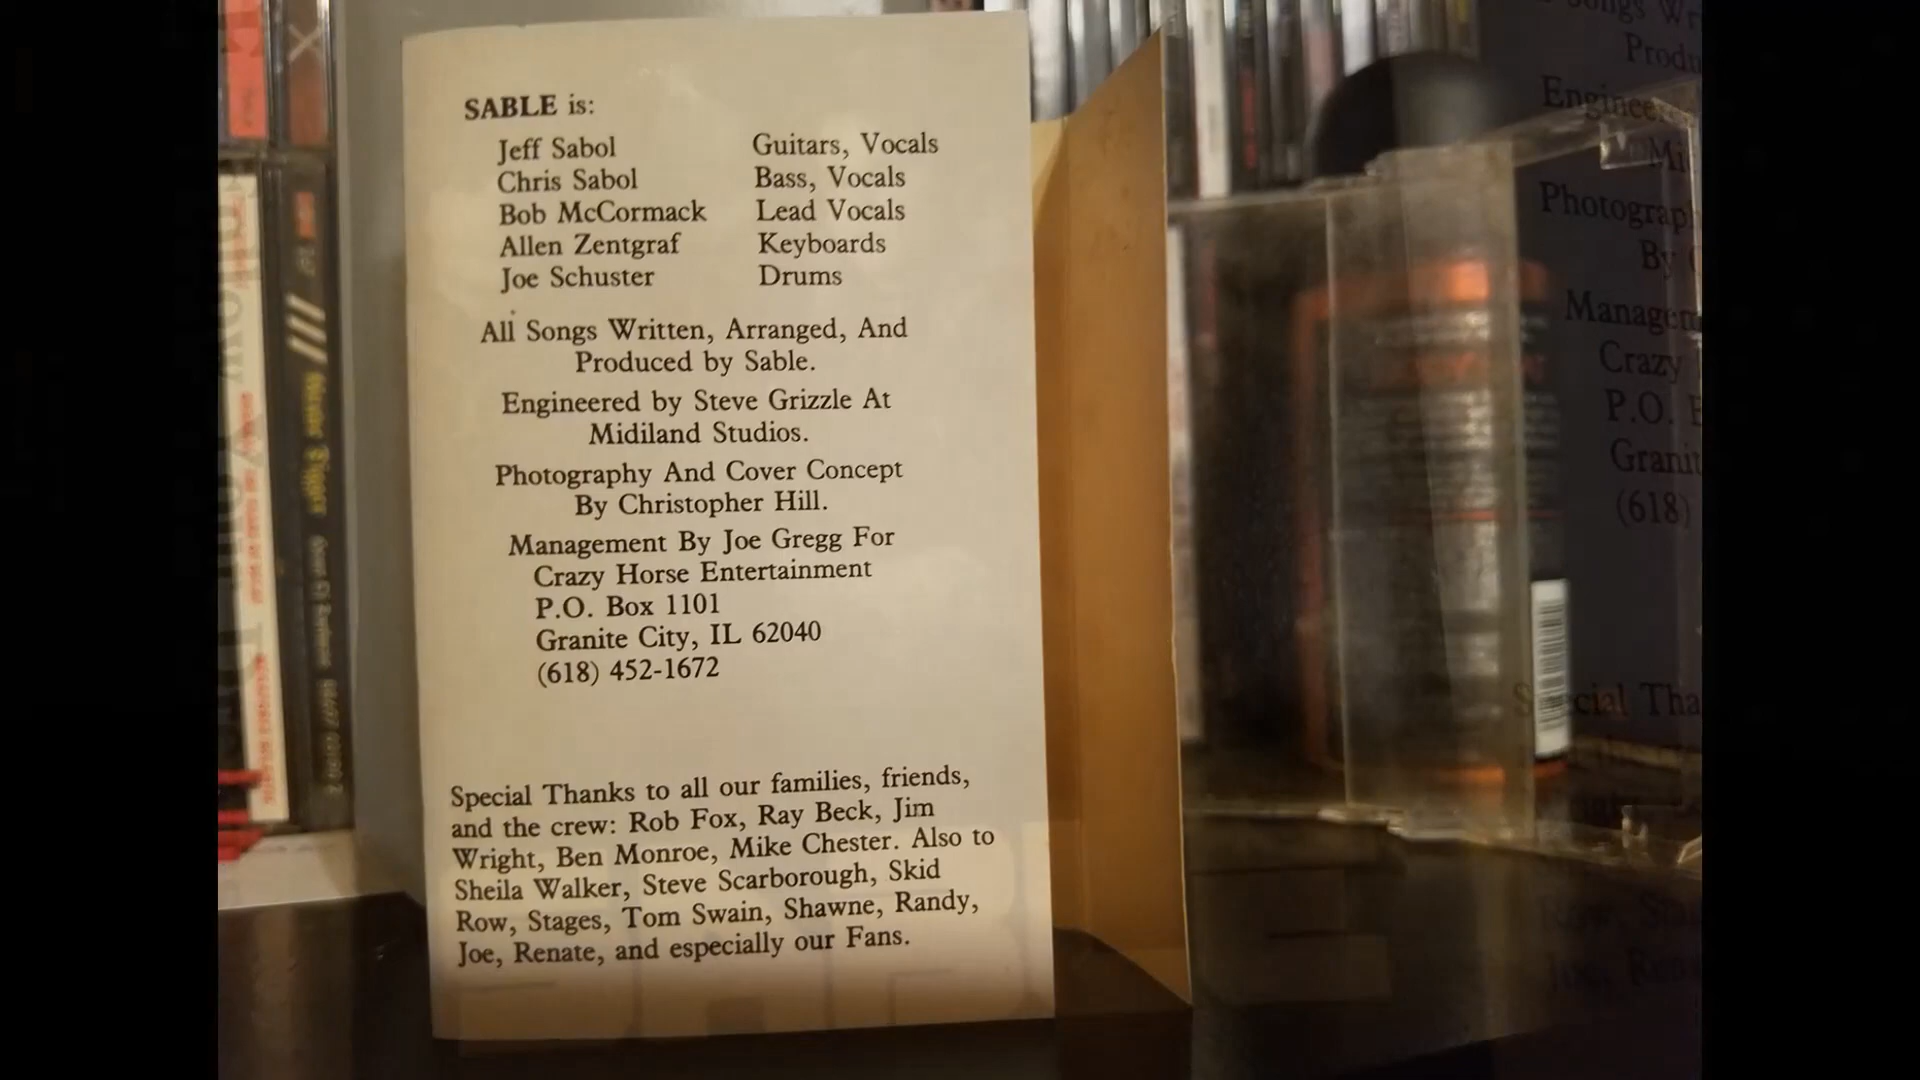 SABLE is:
Jeff Sabol Guitars, Vocals
Chris Sabol Bass, Vocals
Bob McCormack Lead Vocals
Allen Zentgraf Keyboards
Joe Schuster Drums
All Songs Written, Arranged, And
Produced by Sable.
Engineered by Steve Grizzle At
Midiland Studios.
Photography And Cover Concept
By Christopher Hill.
Management By Joe Gregg For
Crazy Horse Entertainment
P.O. Box 1101
Granite City, IL 62040
(618) 452-1672
Special Thanks to all our families, friends,
and the crew: Rob Fox, Ray Beck, Jim
Wright, Ben Monroe, Mike Chester. Also to
Sheila Walker, Steve Scarborough, Skid
Row, Stages, Tom Swain, Shawne, Randy,
Joe, Renate, and especially our Fans.
Crazy
P.O.
(618)